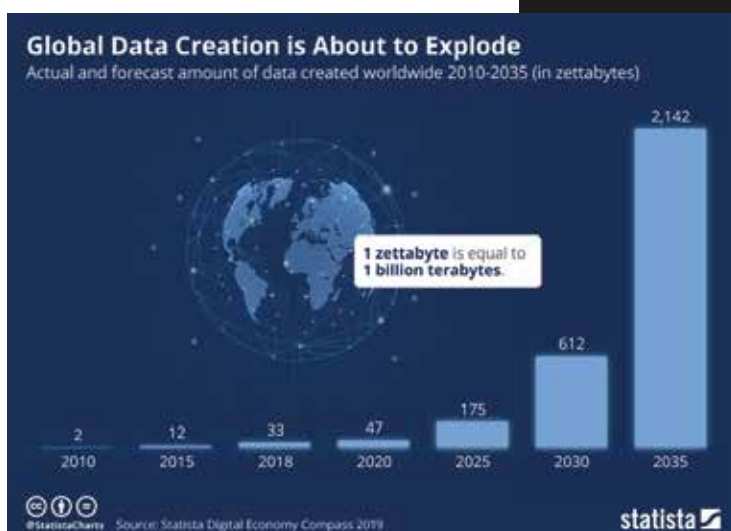 Global Data Creation is About to Explode
Actual and forecast amount of data created worldwide 2010-2035 (in zettabytes)
2,142
1 zettabyte is equal to
1 billion terabytes.
612
175
47
33
12
2
2010 2015 2018 2020 2025 2030 2035
cc
@StatistaCharts Source: Statista Digital Economy Compass 2019
statista